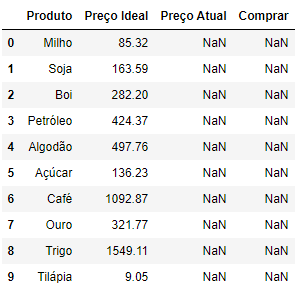 Produto Preço Ideal Preço Atual Comprar
0 Milho 85.32 NaN NaN
1 Soja 163.59 NaN NaN
2 Boi 282.20 NaN NaN
3 Petróleo 424.37 NaN NaN
4 Algodão 497.76 NaN NaN
5 Açúcar 136.23 NaN NaN
6 Café 1092.87 NaN NaN
7 Ouro 321.77 NaN NaN
8 Trigo 1549.11 NaN NaN
9 Tilápia 9.05 NaN NaN